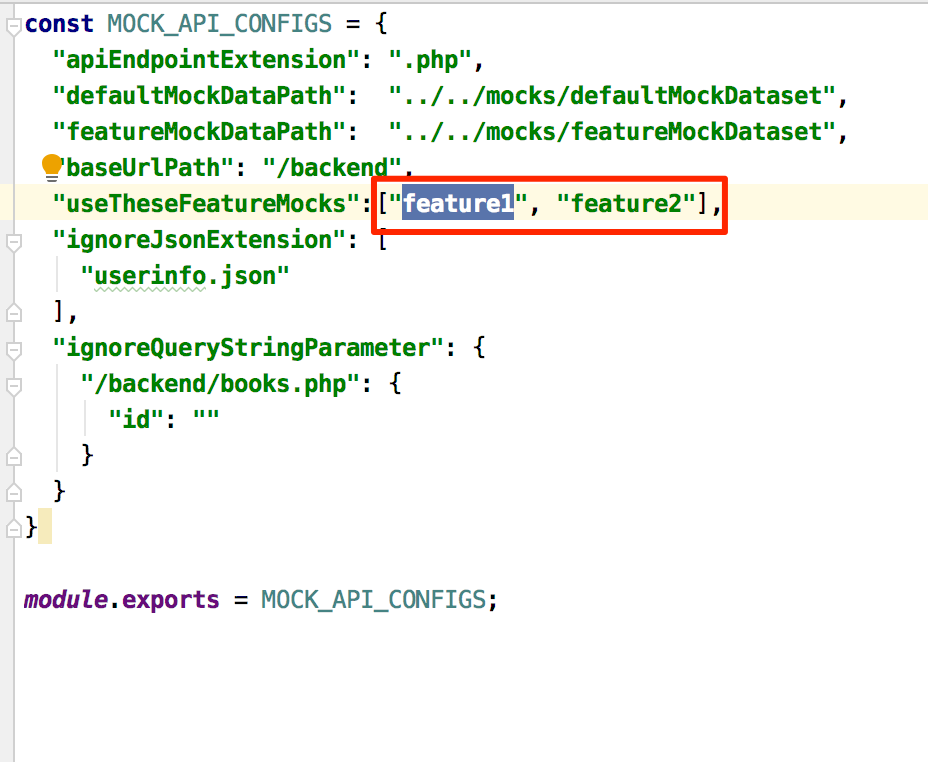 const MOCK_API_CONFIGS = {
  "apiEndpointExtension": ".php",
  "defaultMockDataPath":  "../../mocks/defaultMockDataset",
  "featureMockDataPath":  "../../mocks/featureMockDataset",
  "baseUrlPath": "/backend",
  "useTheseFeatureMocks":["feature1", "feature2"],
  "ignoreJsonExtension": [
    "userinfo.json"
  ],
  "ignoreQueryStringParameter": {
    "/backend/books.php": {
      "id": ""
    }
  }
}
module.exports = MOCK_API_CONFIGS;